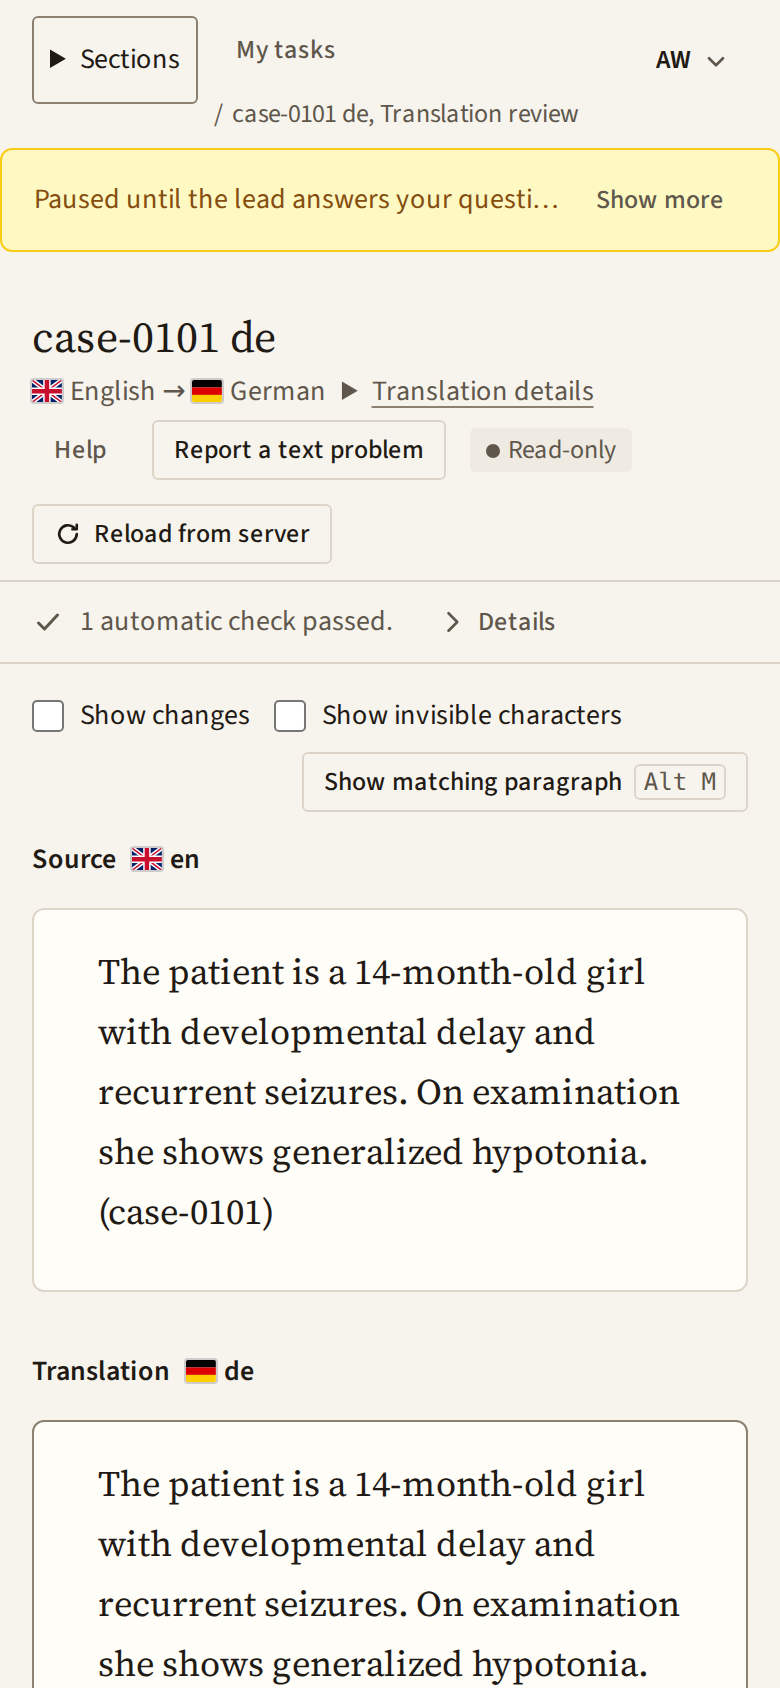 Sections
My tasks
AW
/ case-0101 de, Translation review
Paused until the lead answers your questi… Show more
case-0101 de
English → German ▶ Translation details
Help Report a text problem ● Read-only
Reload from server
1 automatic check passed. Details
Show changes Show invisible characters
Show matching paragraph Alt M
Source en
The patient is a 14-month-old girl
with developmental delay and
recurrent seizures. On examination
she shows generalized hypotonia.
(case-0101)
Translation de
The patient is a 14-month-old girl
with developmental delay and
recurrent seizures. On examination
she shows generalized hypotonia.